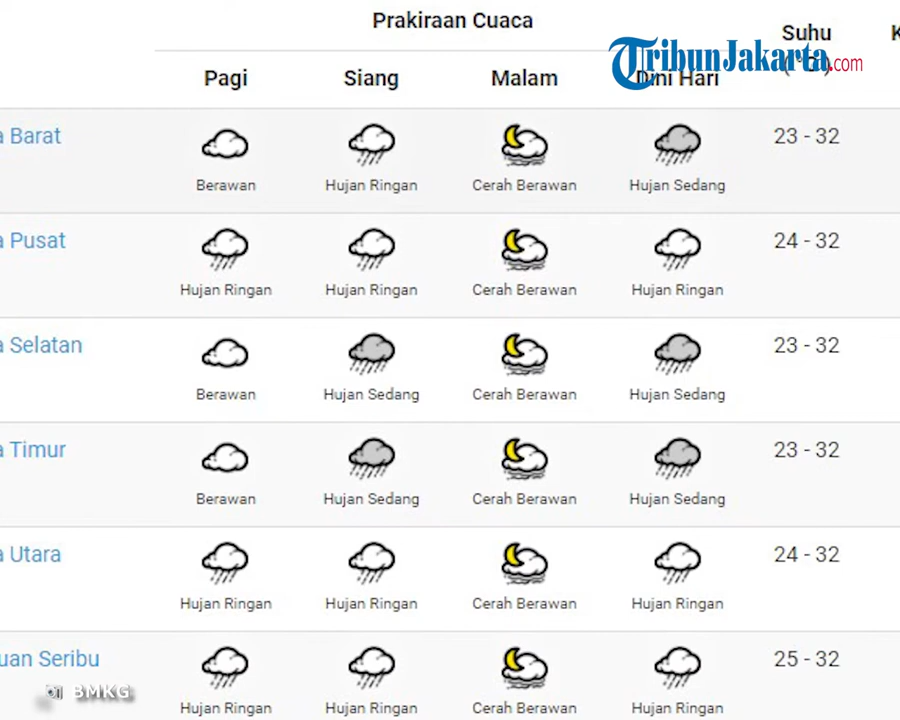 Prakiraan Cuaca
Suhu
K
TribunJakarta.com
Pagi Siang Malam Dini Hari
a Barat 23 - 32
Berawan Hujan Ringan Cerah Berawan Hujan Sedang
a Pusat 24 - 32
Hujan Ringan Hujan Ringan Cerah Berawan Hujan Ringan
a Selatan 23 - 32
Berawan Hujan Sedang Cerah Berawan Hujan Sedang
a Timur 23 - 32
Berawan Hujan Sedang Cerah Berawan Hujan Sedang
a Utara 24 - 32
Hujan Ringan Hujan Ringan Cerah Berawan Hujan Ringan
uan Seribu 25 - 32
BMKG
Hujan Ringan Hujan Ringan Cerah Berawan Hujan Ringan